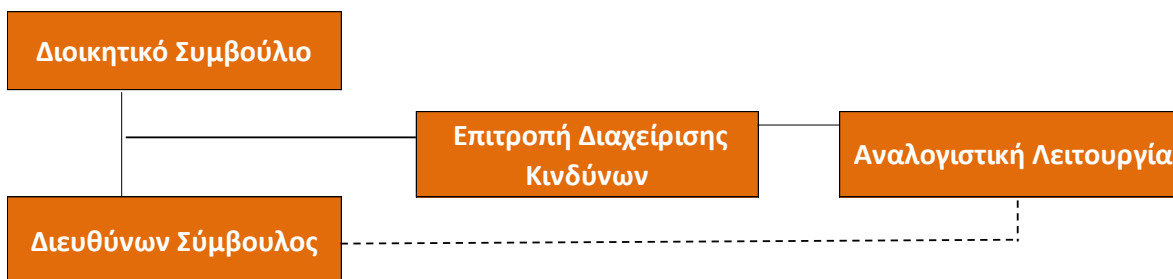 Διοικητικό Συμβούλιο
Επιτροπή Διαχείρισης
Κινδύνων
Αναλογιστική Λειτουργία
Διευθύνων Σύμβουλος